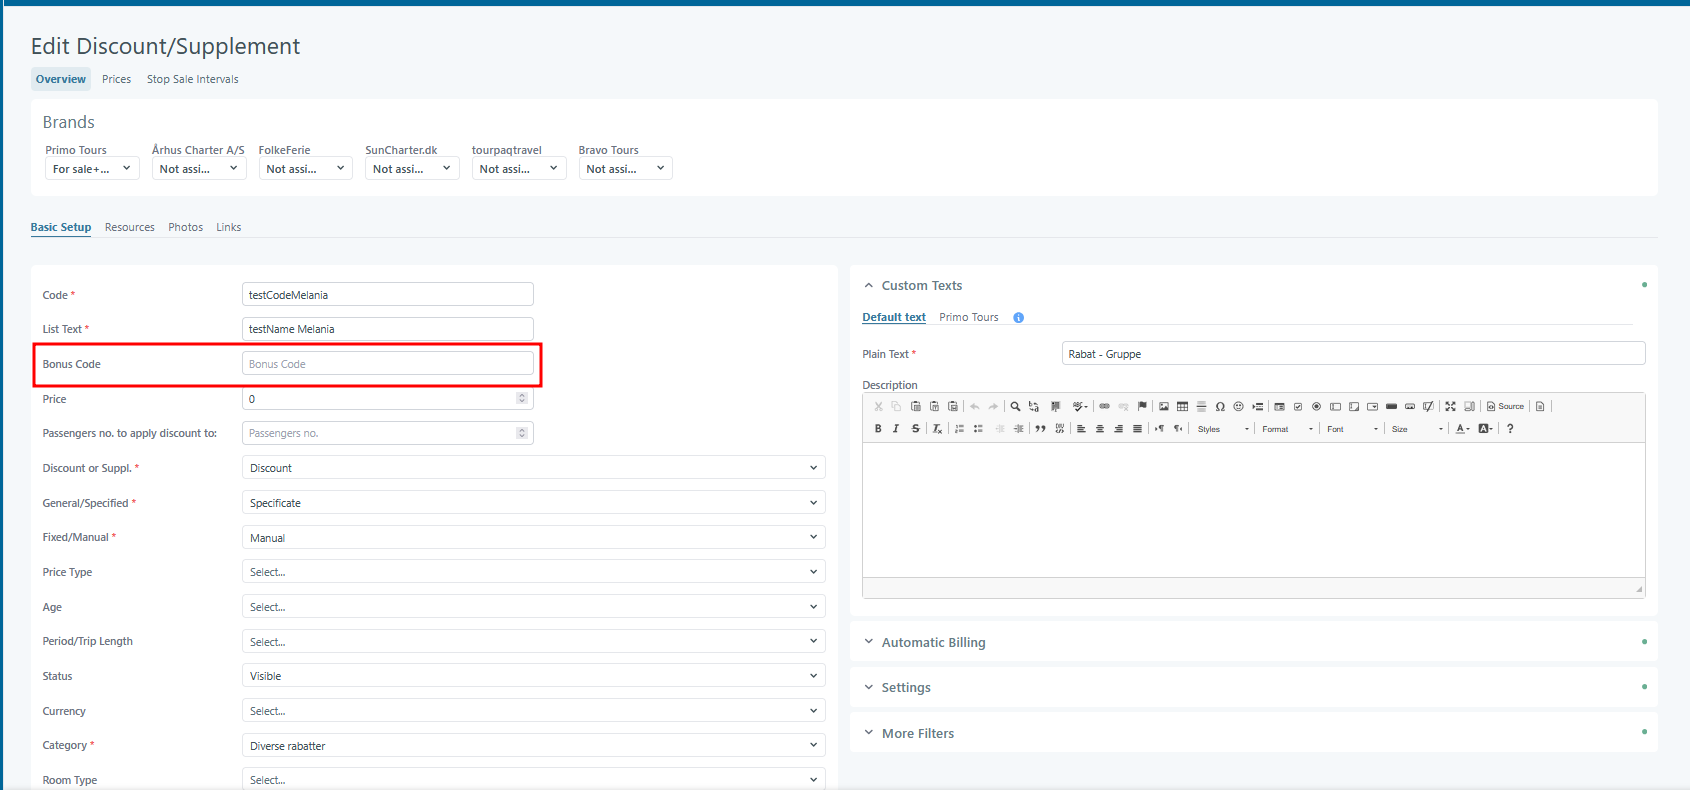 Edit Discount/Supplement
Overview Prices Stop Sale Intervals
Brands
Primo Tours Århus Charter A/S FolkeFerie SunCharter.dk tourpaqtravel Bravo Tours
For sale+... Not assi... Not assi... Not assi... Not assi... Not assi...
Basic Setup Resources Photos Links
Code * testCodeMelania
List Text * testName Melania
Bonus Code Bonus Code
Price 0
Passengers no. to apply discount to: Passengers no.
Discount or Suppl. * Discount
General/Specified * Specificate
Fixed/Manual * Manual
Price Type Select...
Age Select...
Period/Trip Length Select...
Status Visible
Currency Select...
Category * Diverse rabatter
Room Type Select...
Custom Texts
Default text Primo Tours
Plain Text * Rabat - Gruppe
Description
Source
Styles Format Font Size
Automatic Billing
Settings
More Filters